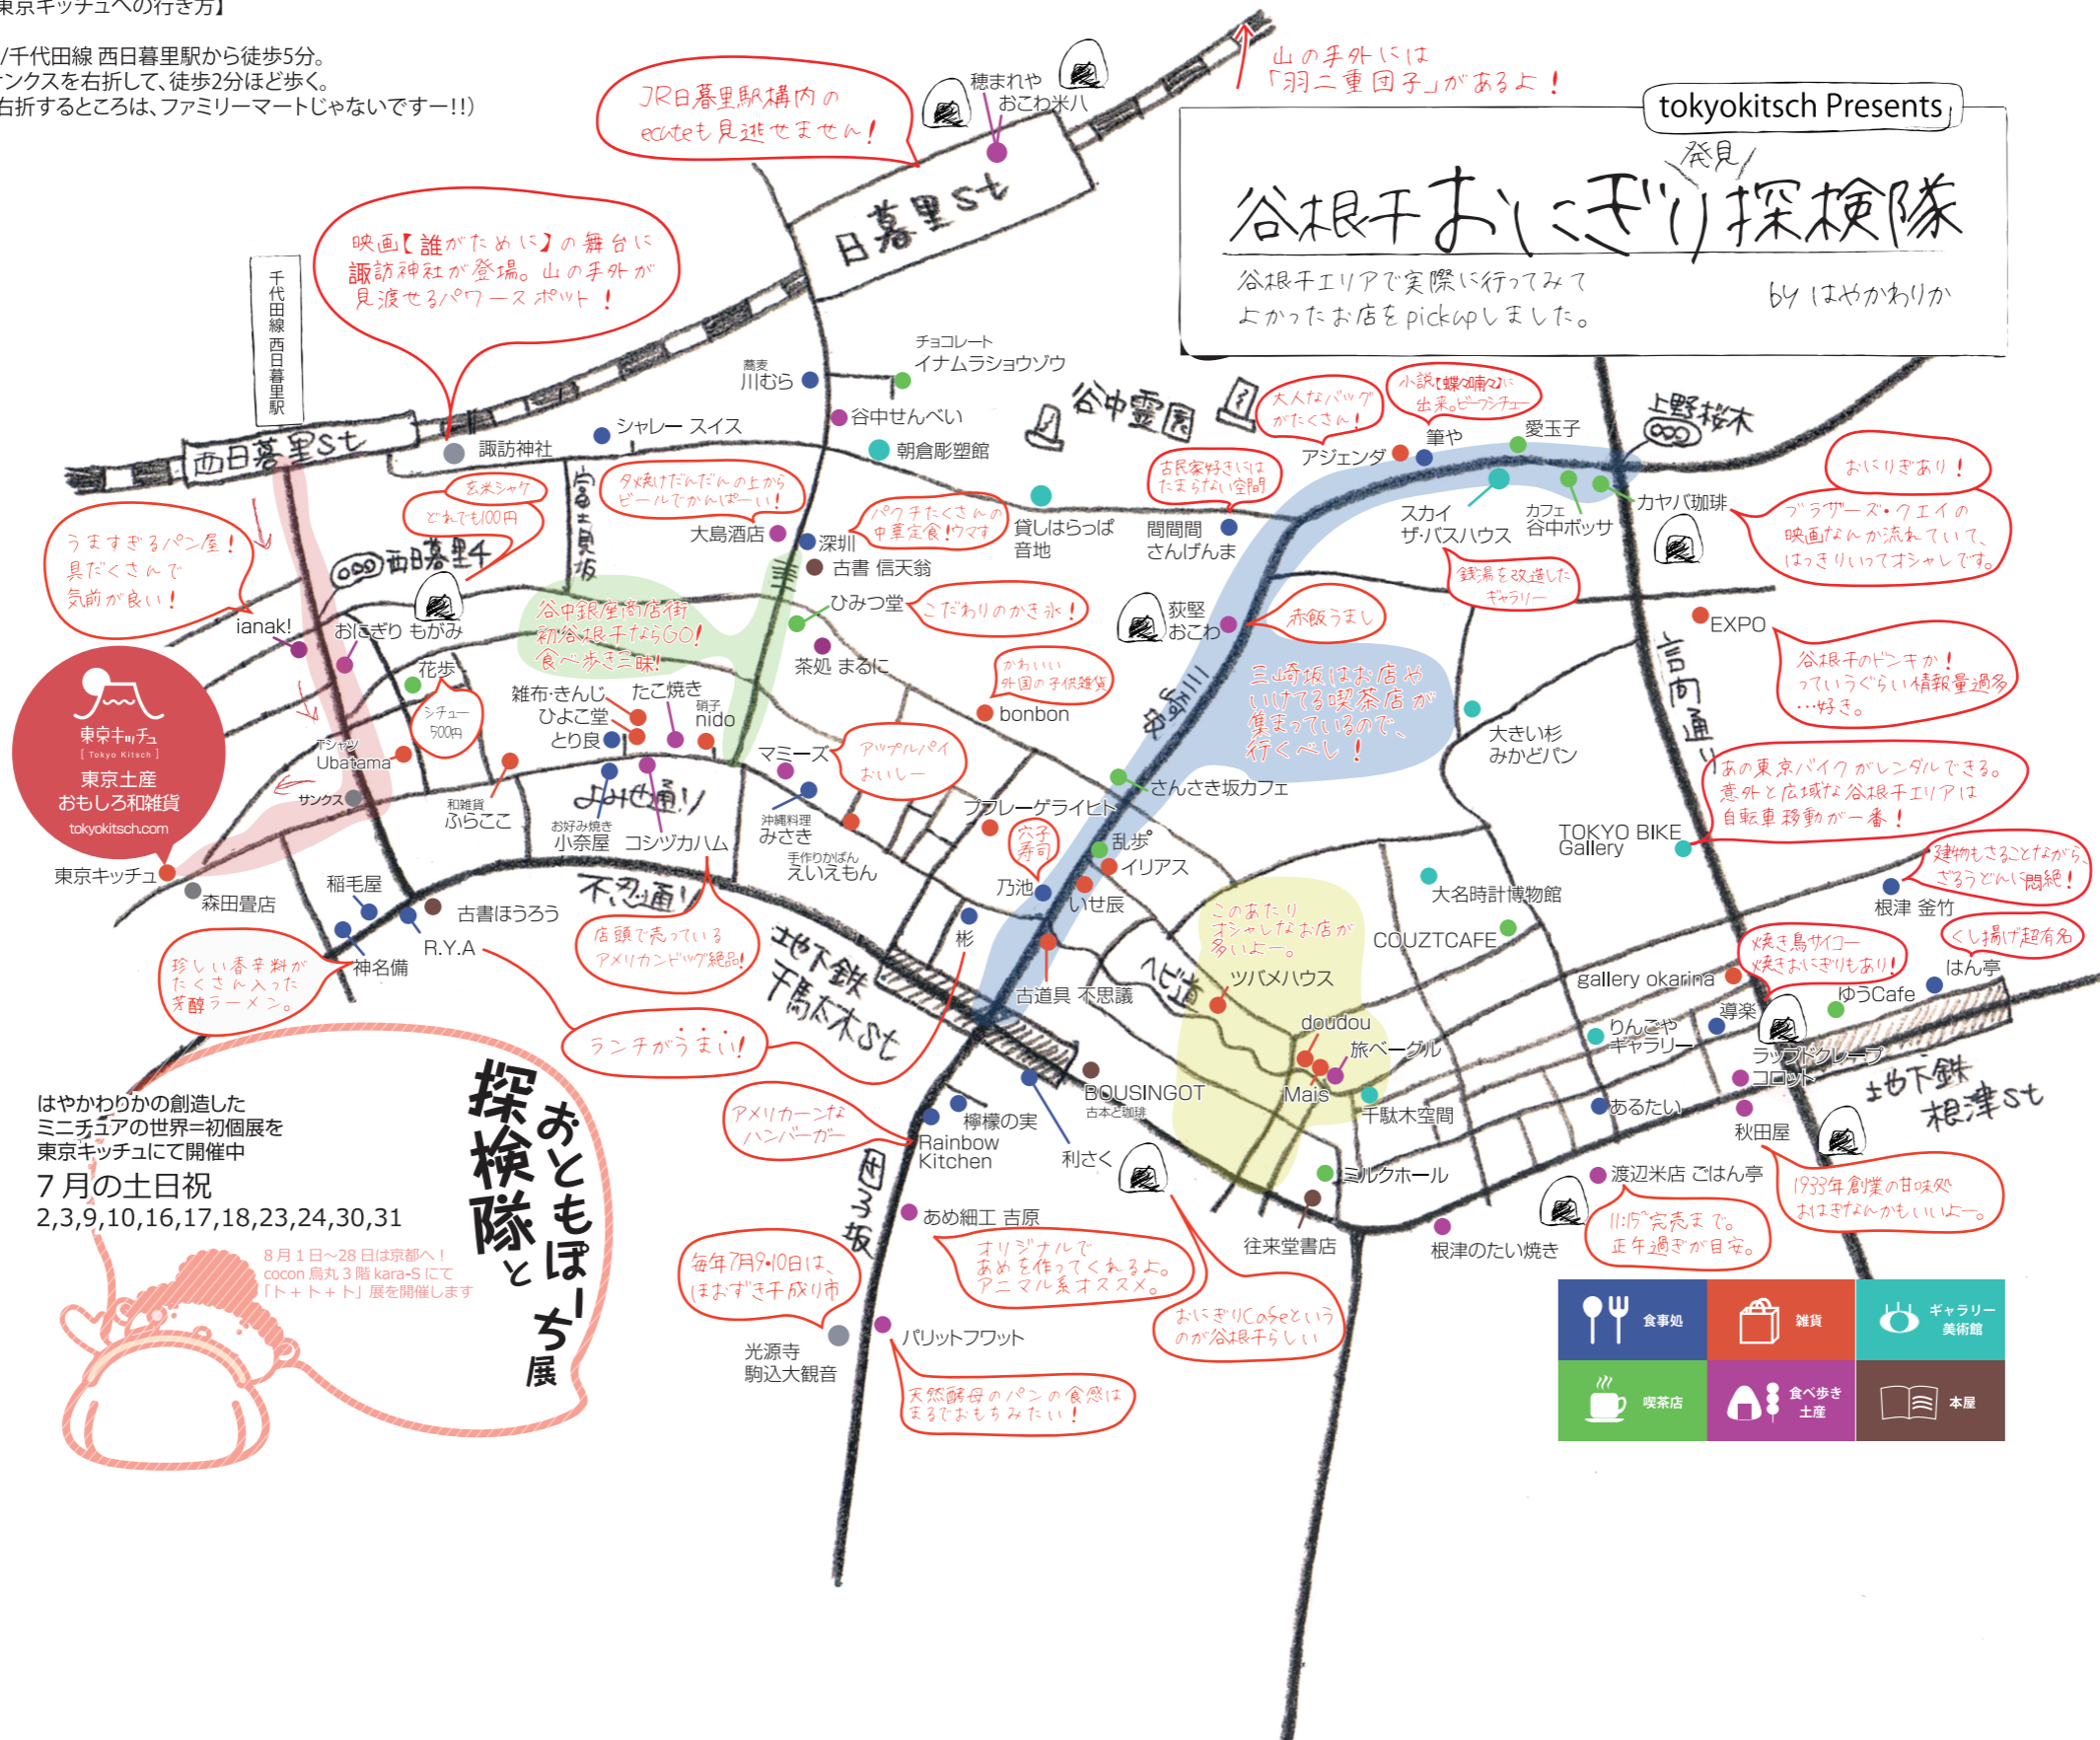 東京キッチュへの行き方】
/千代田線 西日暮里駅から徒歩5分。
ンクスを右折して、徒歩2分ほど歩く。
右折するところは、ファミリーマートじゃないですー!!）
JR日暮里駅構内の
ecuteも見逃せません！
穂まれや
おこわ米八
山の手外には
「羽二重団子」があるよ！
tokyokitsch Presents
発見
谷根千おにぎり探検隊
谷根千エリアで実際に行ってみて
よかったお店をpickupしました。
by はやかわりか
日暮里St
映画【誰がために】の舞台に
諏訪神社が登場。山の手外が
見渡せるパワースポット！
千代田線 西日暮里駅
西日暮里St
諏訪神社
シャレー スイス
蕎麦
川むら
チョコレート
イナムラショウゾウ
谷中せんべい
朝倉彫塑館
谷中霊園
大人なバッグ
がたくさん！
小説【蝶々喃々】に
出来。ビーフシチュー
アジェンダ
筆や
愛玉子
上野桜木
おにりぎあり！
カヤバ珈琲
ブラザーズ・クエイの
映画なんか流れていて、
はっきりいってオシャレです。
カフェ
谷中ボッサ
スカイ
ザ・バスハウス
銭湯を改造した
ギャラリー
古民家好きには
たまらない空間
間間間
さんげんま
貸しはらっぱ
音地
富士見坂
玄米シャケ
どれでも100円
夕焼けだんだんの上から
ビールでかんぱーい！
大島酒店
深圳
パクチたくさんの
中華定食！ウマす
古書 信天翁
うますぎるパン屋！
具だくさんで
気前が良い！
西日暮里4
ianak!
おにぎり もがみ
谷中銀座商店街
初谷根千ならGO!
食べ歩き三昧!
ひみつ堂
こだわりのかき氷！
茶処 まるに
荻堅
おこわ
赤飯うまし
三崎坂
三崎坂はお店や
いけてる喫茶店が
集まっているので、
行くべし！
EXPO
谷根千のドンキか！
っていうぐらい情報量過多
…好き。
言問通り
大きい杉
みかどパン
東京キッチュ
[Tokyo Kitsch]
東京土産
おもしろ和雑貨
tokyokitsch.com
花歩
シチュー
500円
雑布・きんじ
ひよこ堂
とり良
たこ焼き
硝子
nido
かわいい
外国の子供雑貨
bonbon
Tシャツ
Ubatama
サンクス
和雑貨
ふらここ
よみせ通り
お好み焼き
小奈屋
コシヅカハム
マミーズ
アップルパイ
おいしー
沖縄料理
みさき
手作りかばん
えいえもん
ププレーゲライヒト
さんさき坂カフェ
穴子
寿司
乃池
乱歩°
イリアス
いせ辰
あの東京バイクがレンタルできる。
意外と広域な谷根千エリアは
自転車移動が一番！
TOKYO BIKE
Gallery
建物もさることながら、
ざるうどんに悶絶！
根津 釜竹
大名時計博物館
COUZTCAFE
東京キッチュ
森田畳店
稲毛屋
古書ほうろう
R.Y.A
神名備
珍しい香辛料が
たくさん入った
芳醇ラーメン。
不忍通り
店頭で売っている
アメリカンドッグ絶品！
地下鉄
千駄木St
彬
古道具 不思議
ヘビ道
このあたり
オシャレなお店が
多いよー。
ツバメハウス
doudou
旅ベーグル
Mais
千駄木空間
gallery okarina
焼き鳥サイコー
焼きおにぎりもあり！
くし揚げ超有名
はん亭
ゆうCafe
導楽
りんごや
ギャラリー
ラップドクレープ
コロット
地下鉄
根津St
ランチがうまい！
BOUSINGOT
古本と珈琲
アメリカーンな
ハンバーガー
檸檬の実
Rainbow
Kitchen
利さく
団子坂
あるたい
秋田屋
1933年創業の甘味処
おはぎなんかもいいよー。
ミルクホール
往来堂書店
渡辺米店 ごはん亭
11:15〜完売まで。
正午過ぎが目安。
根津のたい焼き
はやかわりかの創造した
ミニチュアの世界=初個展を
東京キッチュにて開催中
7月の土日祝
2,3,9,10,16,17,18,23,24,30,31
8月1日〜28日は京都へ！
cocon 烏丸 3階 kara-S にて
「ト＋ト＋ト」展を開催します
おともぽーち展
探検隊と
あめ細工 吉原
オリジナルで
あめを作ってくれるよ。
アニマル系オススメ。
毎年7月9・10日は、
ほおずき千成り市
光源寺
駒込大観音
パリットフワット
天然酵母のパンの食感は
まるでおもちみたい！
おにぎりCafeという
のが谷根千らしい
食事処
雑貨
ギャラリー
美術館
喫茶店
食べ歩き
土産
本屋